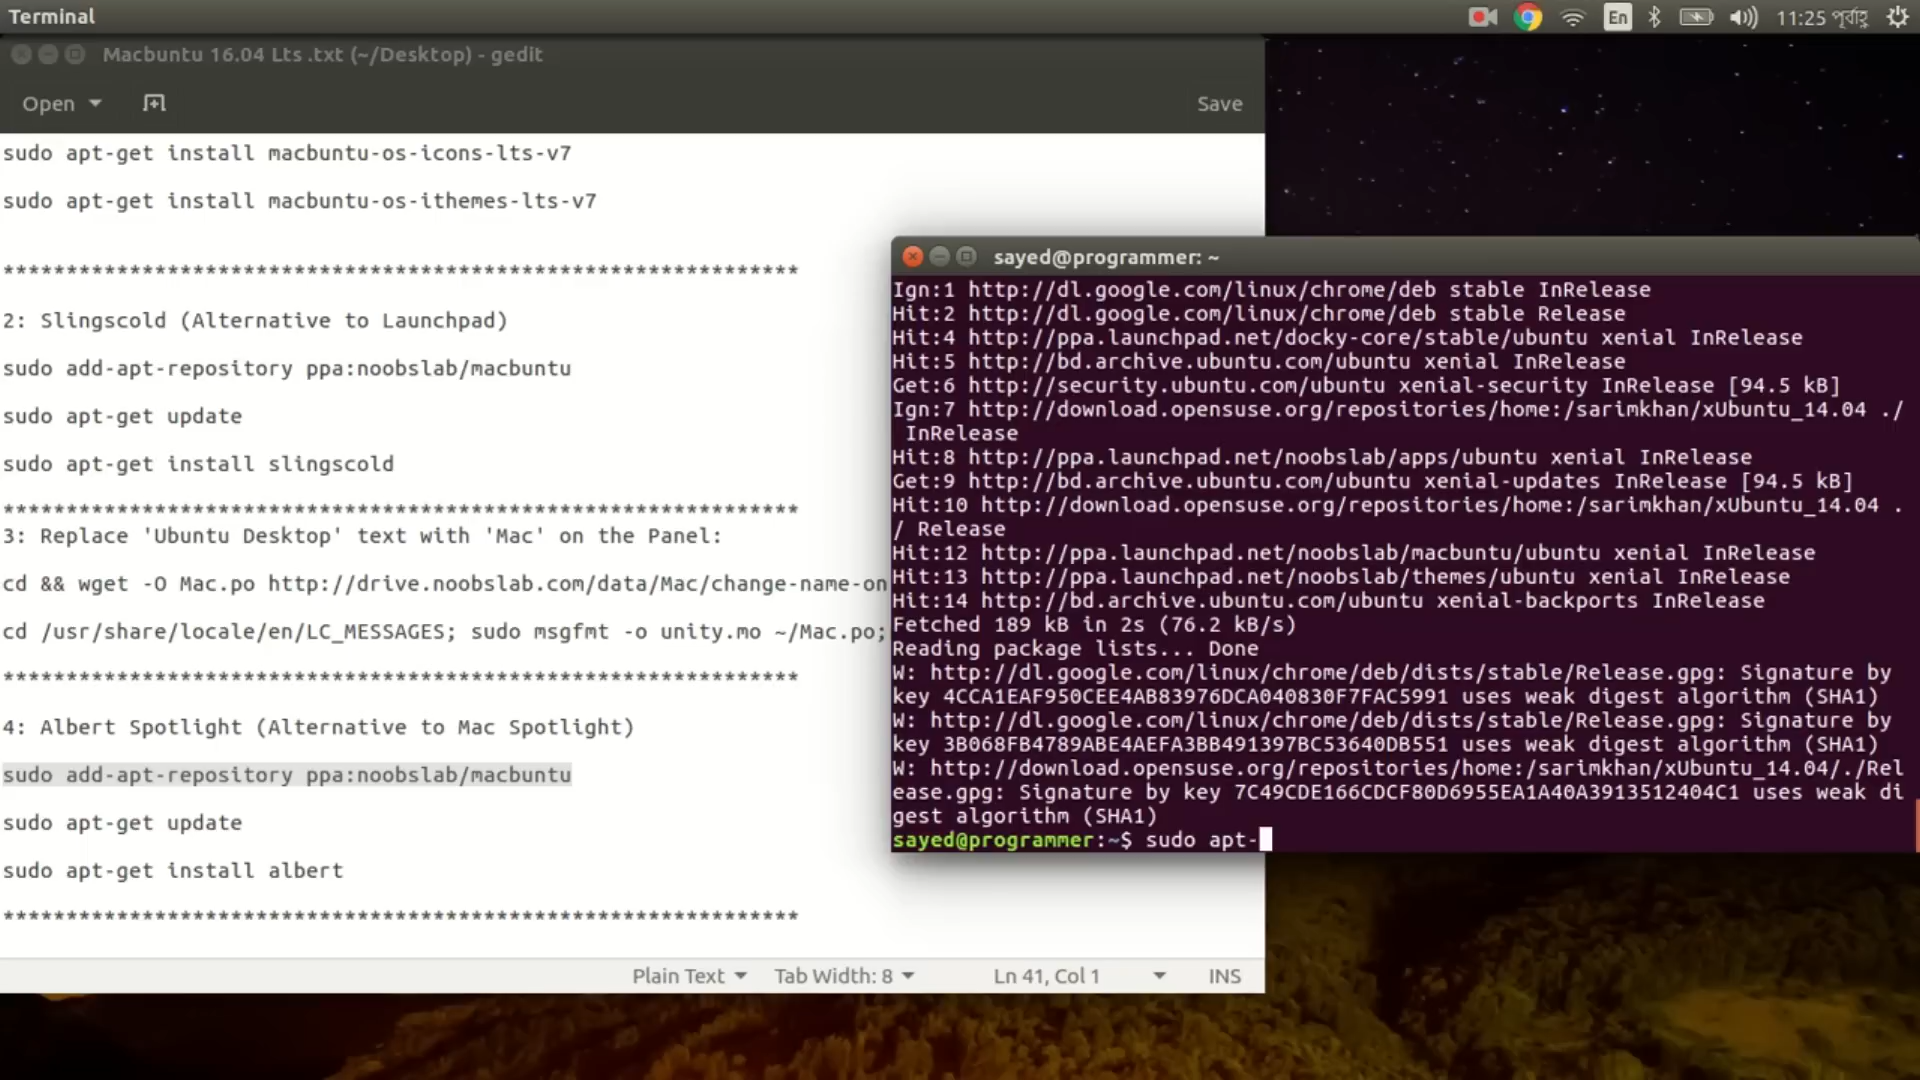 Terminal
En
11:25 পূর্বাহ্ণ
Macbuntu 16.04 Lts .txt (~/Desktop) - gedit
Open
Save
sudo apt-get install macbuntu-os-icons-lts-v7
sudo apt-get install macbuntu-os-ithemes-lts-v7
***************************************************************
2: Slingscold (Alternative to Launchpad)
sudo add-apt-repository ppa:noobslab/macbuntu
sudo apt-get update
sudo apt-get install slingscold
***************************************************************
3: Replace 'Ubuntu Desktop' text with 'Mac' on the Panel:
cd && wget -O Mac.po http://drive.noobslab.com/data/Mac/change-name-on
cd /usr/share/locale/en/LC_MESSAGES; sudo msgfmt -o unity.mo ~/Mac.po;
***************************************************************
4: Albert Spotlight (Alternative to Mac Spotlight)
sudo add-apt-repository ppa:noobslab/macbuntu
sudo apt-get update
sudo apt-get install albert
***************************************************************
Plain Text
Tab Width: 8
Ln 41, Col 1
INS
sayed@programmer: ~
Ign:1 http://dl.google.com/linux/chrome/deb stable InRelease
Hit:2 http://dl.google.com/linux/chrome/deb stable Release
Hit:4 http://ppa.launchpad.net/docky-core/stable/ubuntu xenial InRelease
Hit:5 http://bd.archive.ubuntu.com/ubuntu xenial InRelease
Get:6 http://security.ubuntu.com/ubuntu xenial-security InRelease [94.5 kB]
Ign:7 http://download.opensuse.org/repositories/home:/sarimkhan/xUbuntu_14.04 ./
InRelease
Hit:8 http://ppa.launchpad.net/noobslab/apps/ubuntu xenial InRelease
Get:9 http://bd.archive.ubuntu.com/ubuntu xenial-updates InRelease [94.5 kB]
Hit:10 http://download.opensuse.org/repositories/home:/sarimkhan/xUbuntu_14.04 .
/ Release
Hit:12 http://ppa.launchpad.net/noobslab/macbuntu/ubuntu xenial InRelease
Hit:13 http://ppa.launchpad.net/noobslab/themes/ubuntu xenial InRelease
Hit:14 http://bd.archive.ubuntu.com/ubuntu xenial-backports InRelease
Fetched 189 kB in 2s (76.2 kB/s)
Reading package lists... Done
W: http://dl.google.com/linux/chrome/deb/dists/stable/Release.gpg: Signature by
key 4CCA1EAF950CEE4AB83976DCA040830F7FAC5991 uses weak digest algorithm (SHA1)
W: http://dl.google.com/linux/chrome/deb/dists/stable/Release.gpg: Signature by
key 3B068FB4789ABE4AEFA3BB491397BC53640DB551 uses weak digest algorithm (SHA1)
W: http://download.opensuse.org/repositories/home:/sarimkhan/xUbuntu_14.04/./Rel
ease.gpg: Signature by key 7C49CDE166CDCF80D6955EA1A40A3913512404C1 uses weak di
gest algorithm (SHA1)
sayed@programmer:~$ sudo apt-